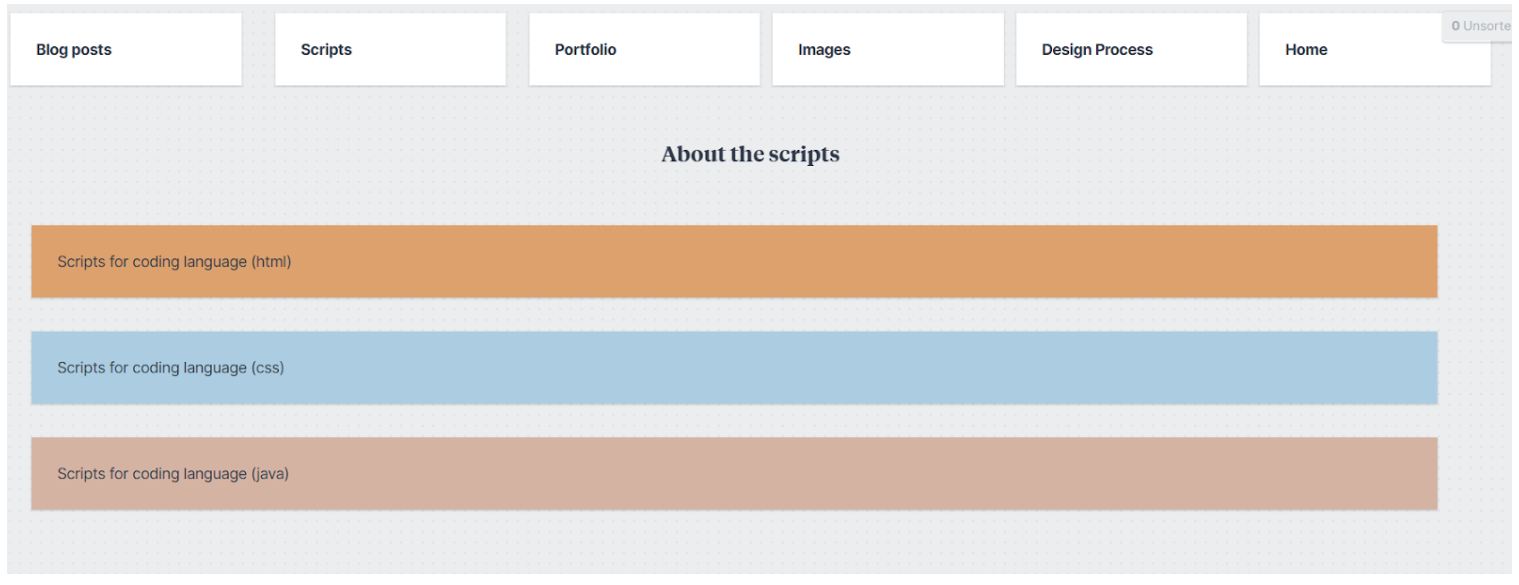 Blog posts
Scripts
Portfolio
Images
Design Process
Home
0 Unsorte
About the scripts
Scripts for coding language (html)
Scripts for coding language (css)
Scripts for coding language (java)